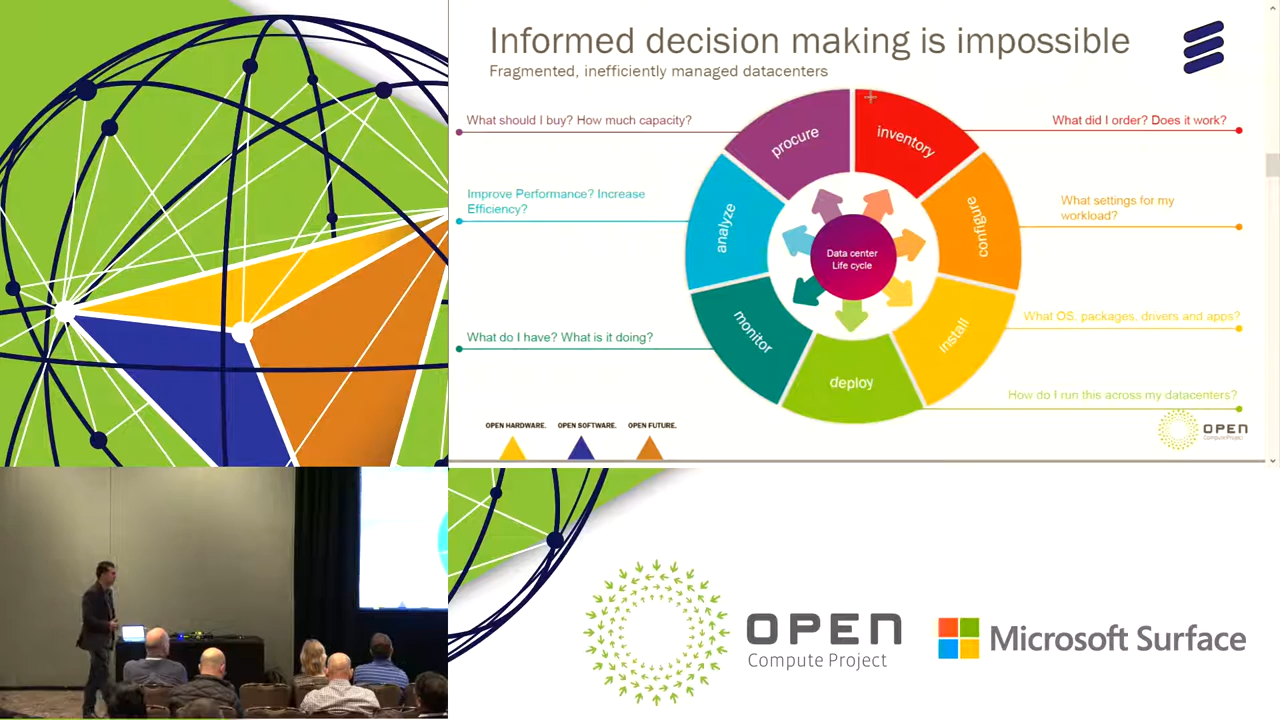 Informed decision making is impossible
Fragmented, inefficiently managed datacenters
What should I buy? How much capacity?
What did I order? Does it work?
procure
inventory
Improve Performance? Increase
Efficiency?
What settings for my
workload?
analyze
configure
Data center
Life cycle
What do I have? What is it doing?
What OS, packages, drivers and apps?
monitor
install
deploy
How do I run this across my datacenters?
OPEN HARDWARE.
OPEN SOFTWARE.
OPEN FUTURE.
OPEN
Compute Project
OPEN
Compute Project
Microsoft Surface